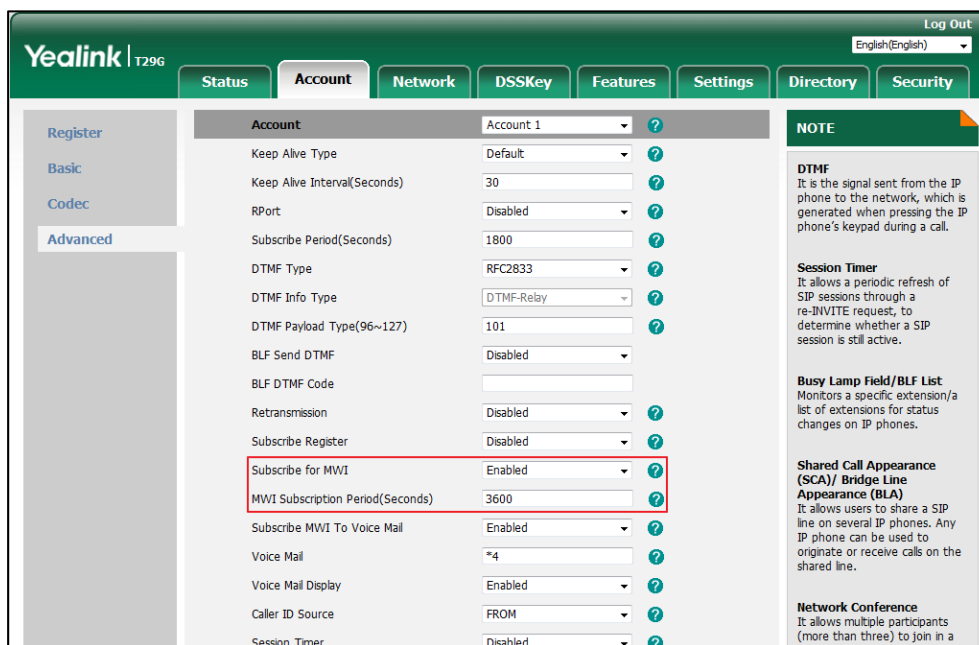 Log Out
English(English)
Yealink | T29G
Status Account Network DSSKey Features Settings Directory Security
Register
Basic
Codec
Advanced
Account Account 1 ?
Keep Alive Type Default ?
Keep Alive Interval(Seconds) 30 ?
RPort Disabled ?
Subscribe Period(Seconds) 1800 ?
DTMF Type RFC2833 ?
DTMF Info Type DTMF-Relay ?
DTMF Payload Type(96~127) 101 ?
BLF Send DTMF Disabled
BLF DTMF Code
Retransmission Disabled ?
Subscribe Register Disabled ?
Subscribe for MWI Enabled ?
MWI Subscription Period(Seconds) 3600 ?
Subscribe MWI To Voice Mail Enabled ?
Voice Mail *4 ?
Voice Mail Display Enabled ?
Caller ID Source FROM ?
Session Timer Disabled ?
NOTE
DTMF
It is the signal sent from the IP
phone to the network, which is
generated when pressing the IP
phone's keypad during a call.
Session Timer
It allows a periodic refresh of
SIP sessions through a
re-INVITE request, to
determine whether a SIP
session is still active.
Busy Lamp Field/BLF List
Monitors a specific extension/a
list of extensions for status
changes on IP phones.
Shared Call Appearance
(SCA)/ Bridge Line
Appearance (BLA)
It allows users to share a SIP
line on several IP phones. Any
IP phone can be used to
originate or receive calls on the
shared line.
Network Conference
It allows multiple participants
(more than three) to join in a